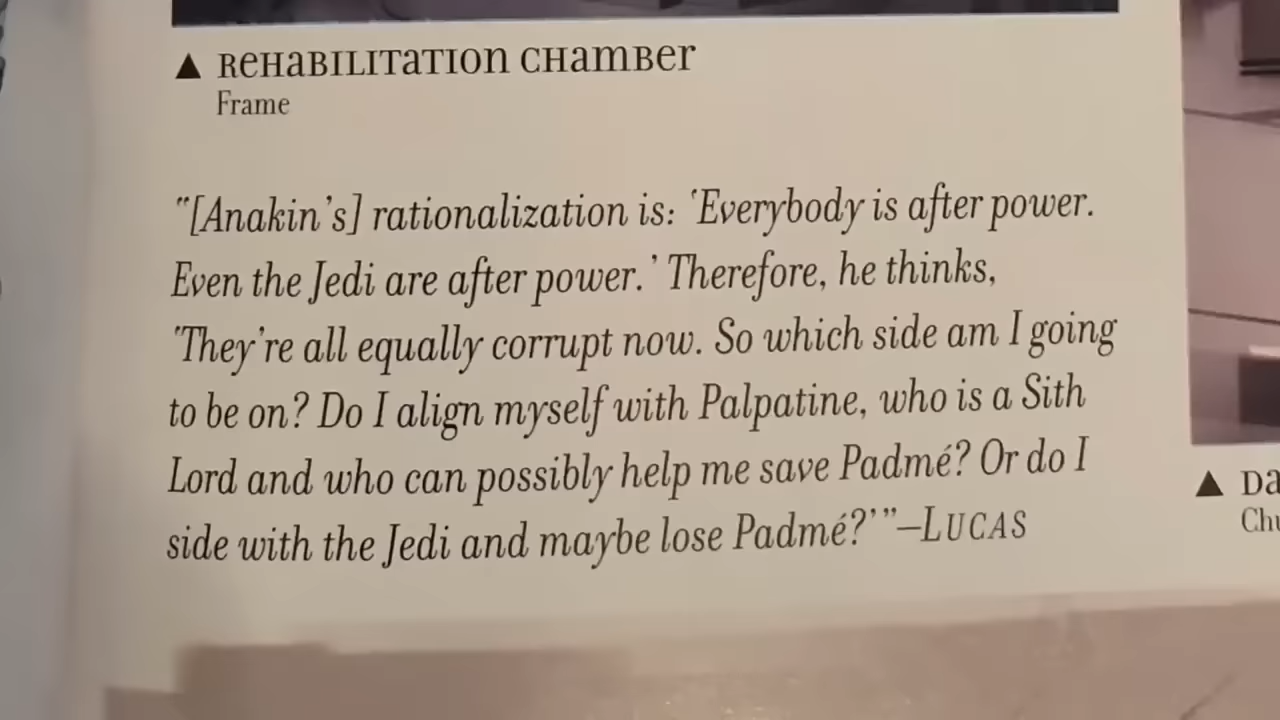 ▲ REHABILITATION CHAMBER
Frame
"[Anakin's] rationalization is: 'Everybody is after power.
Even the Jedi are after power.' Therefore, he thinks,
'They're all equally corrupt now. So which side am I going
to be on? Do I align myself with Palpatine, who is a Sith
Lord and who can possibly help me save Padmé? Or do I
side with the Jedi and maybe lose Padmé?'"—LUCAS